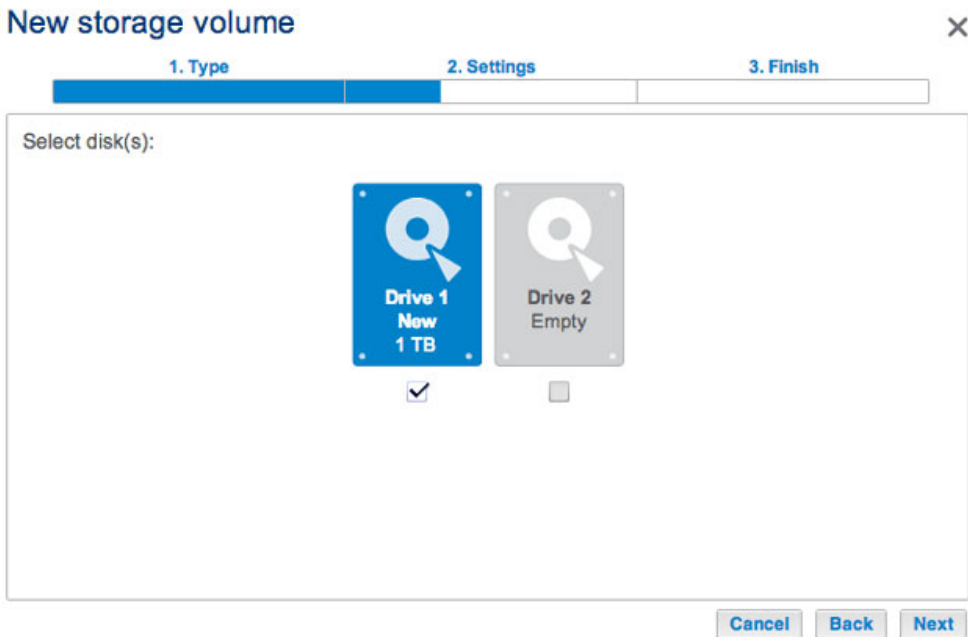 New storage volume
1. Type
2. Settings
3. Finish
Select disk(s):
Drive 1
New
1 TB
Drive 2
Empty
Cancel
Back
Next